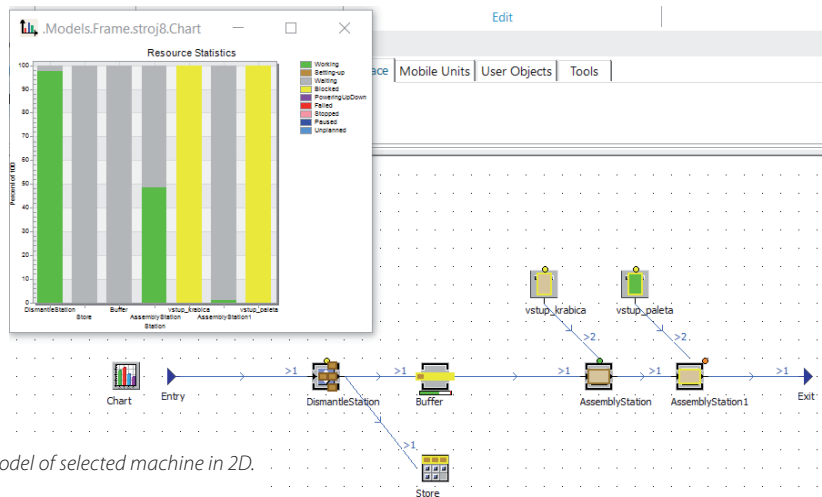 Edit
.Models.Frame.stroj8.Chart
Mobile Units
User Objects
Tools
Resource Statistics
Working
Setting-up
Waiting
Blocked
PoweringUpDown
Failed
Stopped
Paused
Unplanned
Percent of 100
100
90
80
70
60
50
40
30
20
10
0
DismantleStation
Store
Buffer
AssemblyStation
vstup_krabica
AssemblyStation1
vstup_paleta
Station
vstup_krabica
vstup_paleta
>2
>2
>1
>1
>1
>1
>1
Chart
Entry
DismantleStation
Buffer
AssemblyStation
AssemblyStation1
Exit
>1
Store
of selected machine in 2D.